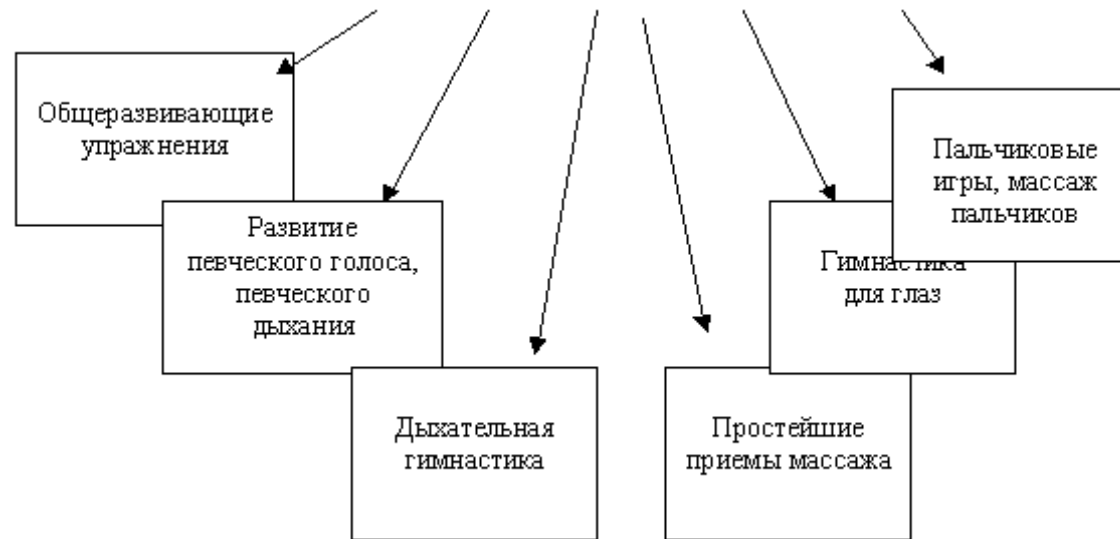 Общеразвивающие
упражнения
Развитие
певческого голоса,
певческого
дыхания
Дыхательная
гимнастика
Простейшие
приемы массажа
Гимнастика
для глаз
Пальчиковые
игры, массаж
пальчиков